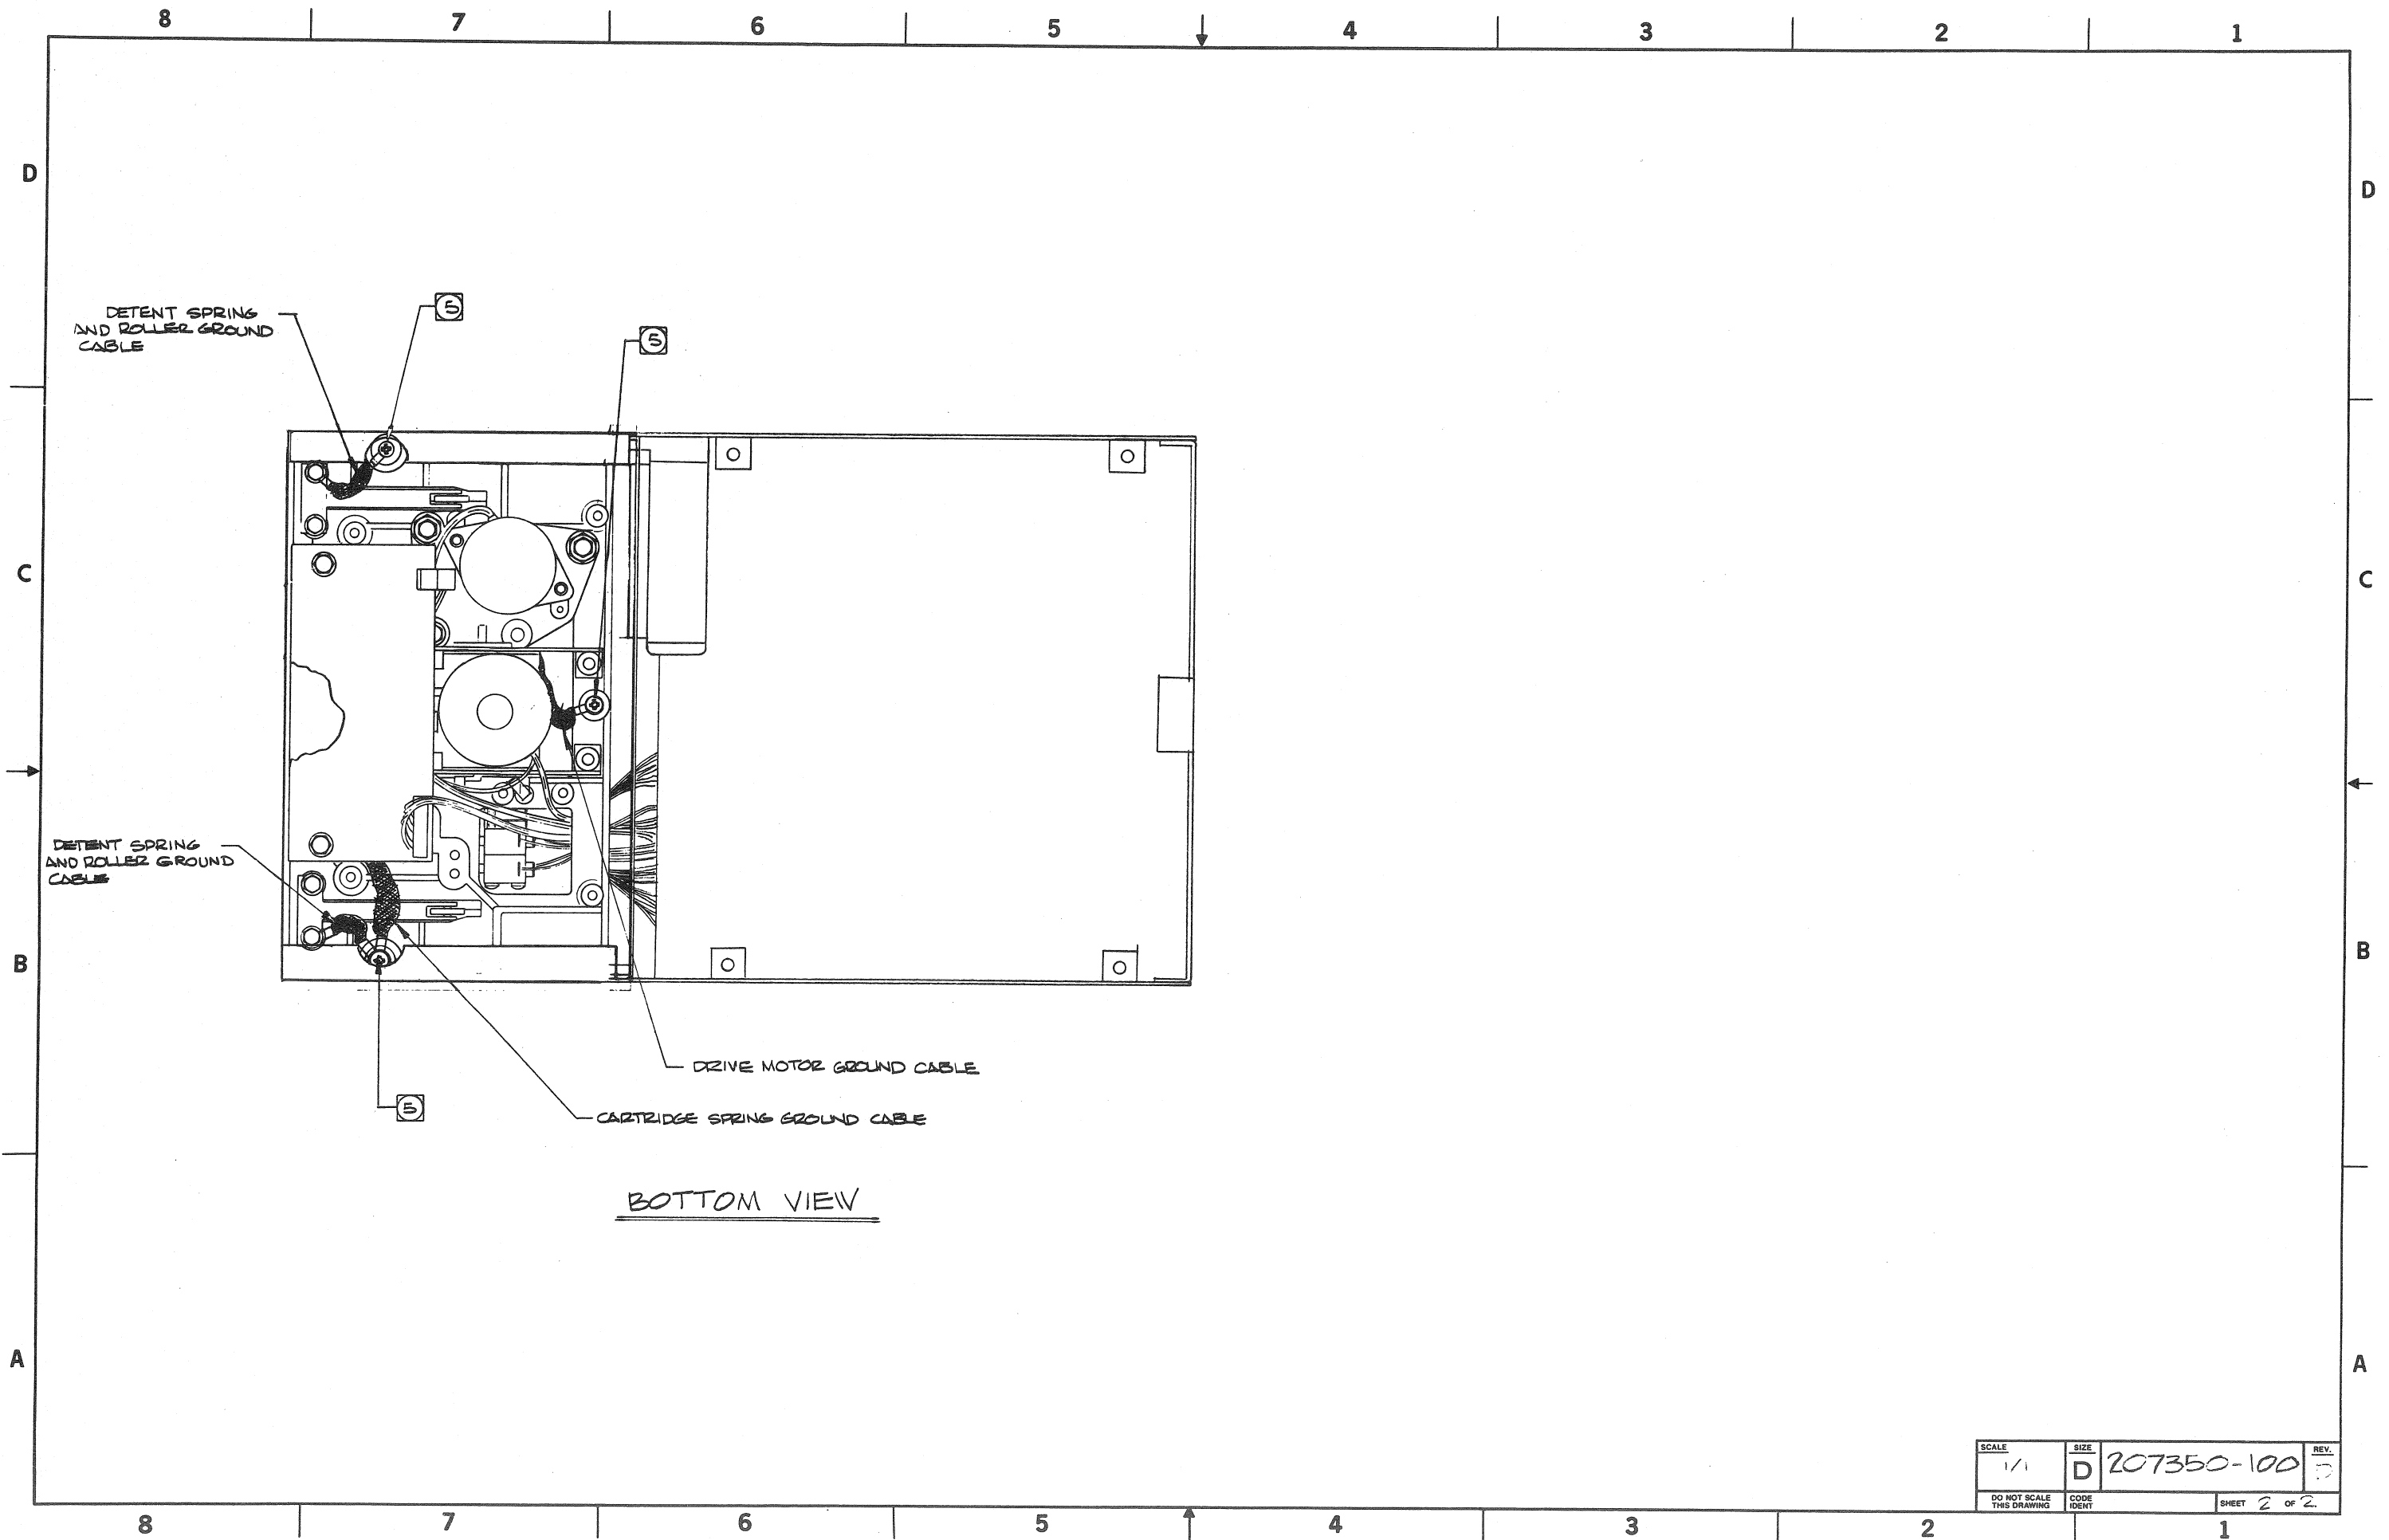 8 7 6 5 4 3 2 1
D
D
DETENT SPRING
AND ROLLER GROUND
CABLE
5
5
C
C
DETENT SPRING
AND ROLLER GROUND
CABLE
B
B
DRIVE MOTOR GROUND CABLE
5
CARTRIDGE SPRING GROUND CABLE
BOTTOM VIEW
A
A
SCALE
1/1
SIZE
D
207350-100
REV.
DO NOT SCALE
THIS DRAWING
CODE
IDENT
SHEET 2 OF 2.
8 7 6 5 4 3 2 1